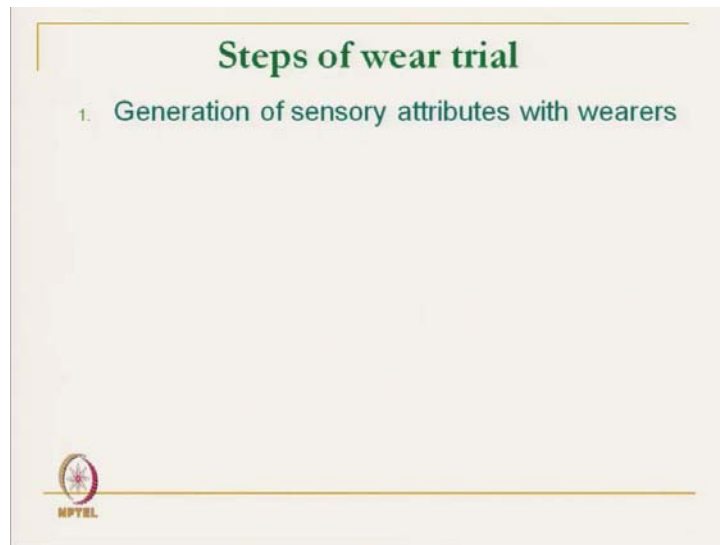 Steps of wear trial
1. Generation of sensory attributes with wearers
NPTEL